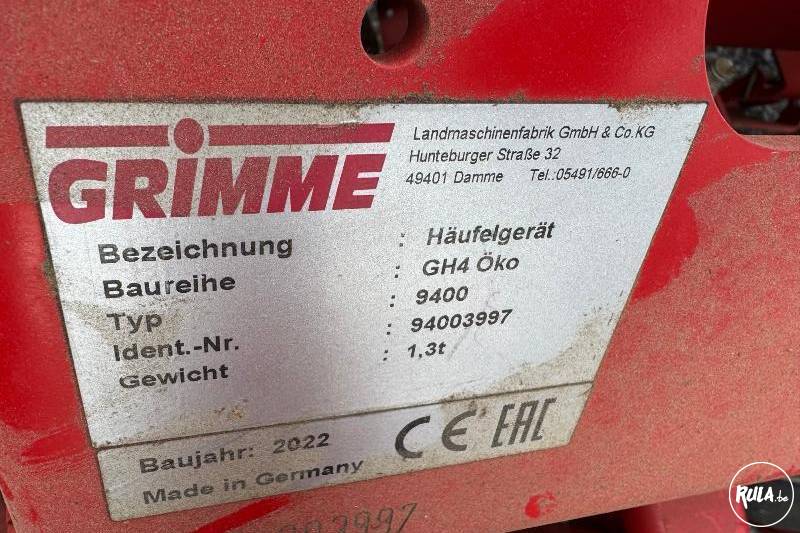 GRIMME
Landmaschinenfabrik GmbH & Co.KG
Hunteburger Straße 32
49401 Damme Tel.:05491/666-0
Bezeichnung : Häufelgerät
Baureihe : GH4 Öko
Typ : 9400
Ident.-Nr. : 94003997
Gewicht : 1,3t
Baujahr: 2022
Made in Germany
CE EAC
RULA.be